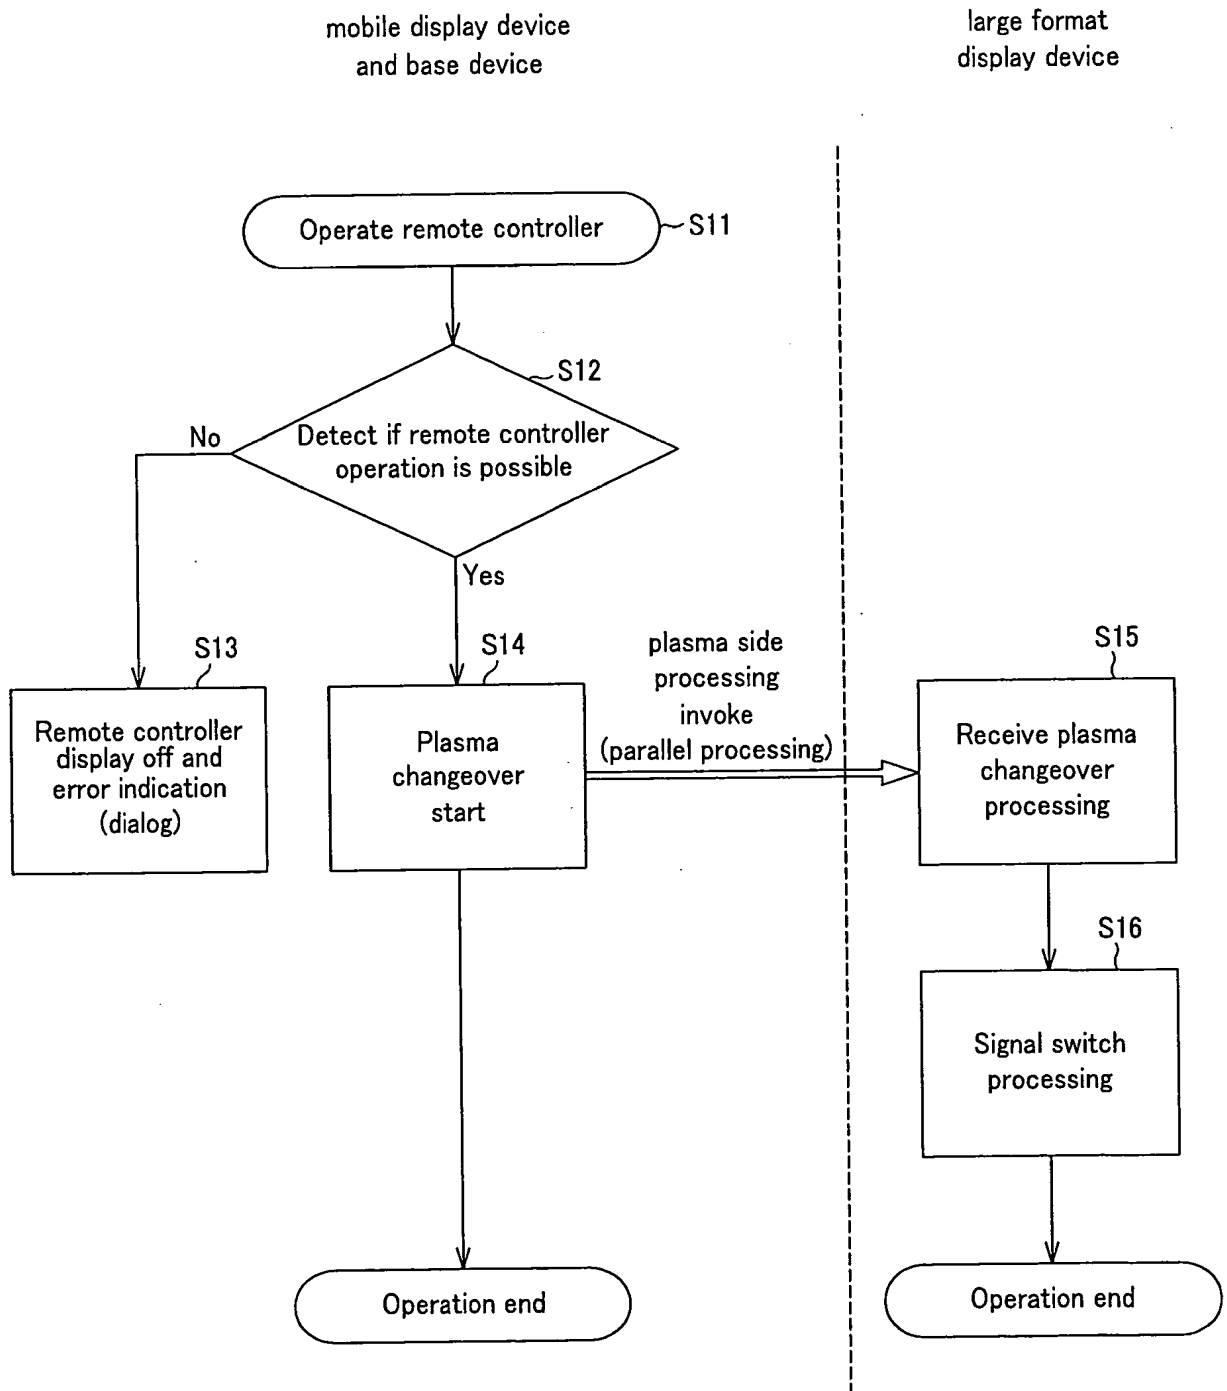 mobile display device
and base device
large format
display device
Operate remote controller
S11
S12
Detect if remote controller
operation is possible
No
Yes
S13
Remote controller
display off and
error indication
(dialog)
S14
Plasma
changeover
start
plasma side
processing
invoke
(parallel processing)
S15
Receive plasma
changeover
processing
S16
Signal switch
processing
Operation end
Operation end